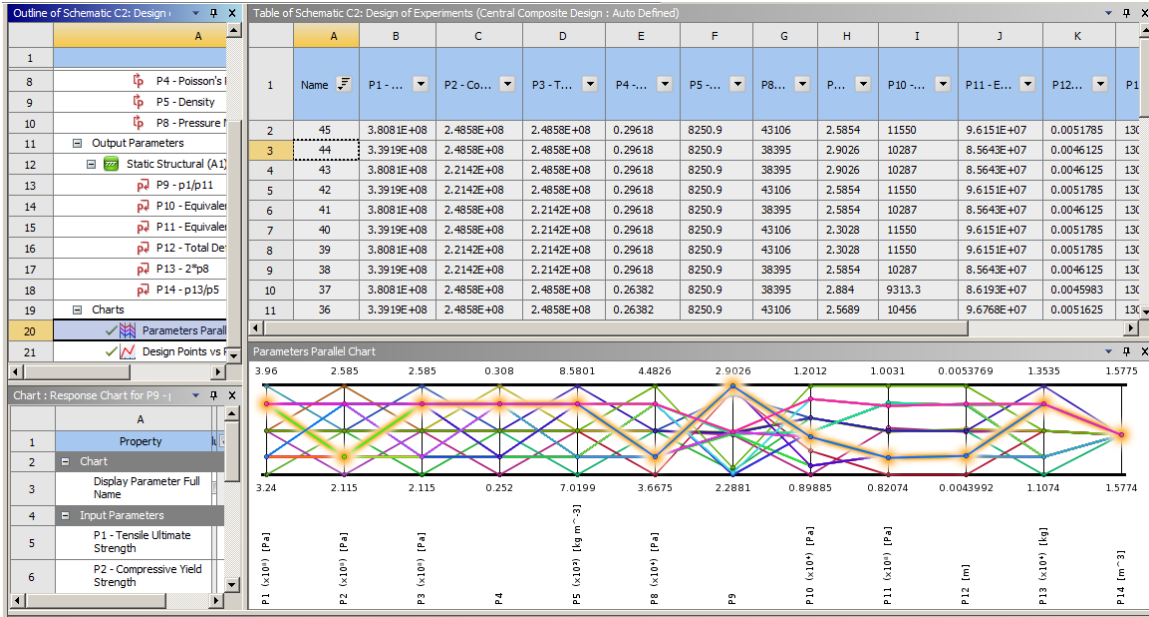 Outline of Schematic C2: Design
A
1
8 P4 - Poisson's
9 P5 - Density
10 P8 - Pressure
11 Output Parameters
12 Static Structural (A1)
13 P9 - p1/p11
14 P10 - Equivaler
15 P11 - Equivaler
16 P12 - Total De
17 P13 - 2*p8
18 P14 - p13/p5
19 Charts
20 Parameters Paral
21 Design Points vs
Chart : Response Chart for P9 -
A
1 Property
2 Chart
3 Display Parameter Full Name
4 Input Parameters
5 P1 - Tensile Ultimate Strength
6 P2 - Compressive Yield Strength
Table of Schematic C2: Design of Experiments (Central Composite Design : Auto Defined)
A B C D E F G H I J K
1 Name P1 - ... P2 - Co... P3 - T... P4 -... P5 -... P8... P... P10 -... P11 - E... P12... P1
2 45 3.8081E+08 2.4858E+08 2.4858E+08 0.29618 8250.9 43106 2.5854 11550 9.6151E+07 0.0051785 130
3 44 3.3919E+08 2.4858E+08 2.4858E+08 0.29618 8250.9 38395 2.9026 10287 8.5643E+07 0.0046125 130
4 43 3.8081E+08 2.2142E+08 2.4858E+08 0.29618 8250.9 38395 2.9026 10287 8.5643E+07 0.0046125 130
5 42 3.3919E+08 2.2142E+08 2.4858E+08 0.29618 8250.9 43106 2.5854 11550 9.6151E+07 0.0051785 130
6 41 3.8081E+08 2.4858E+08 2.2142E+08 0.29618 8250.9 38395 2.5854 10287 8.5643E+07 0.0046125 130
7 40 3.3919E+08 2.4858E+08 2.2142E+08 0.29618 8250.9 43106 2.3028 11550 9.6151E+07 0.0051785 130
8 39 3.8081E+08 2.2142E+08 2.2142E+08 0.29618 8250.9 43106 2.3028 11550 9.6151E+07 0.0051785 130
9 38 3.3919E+08 2.2142E+08 2.2142E+08 0.29618 8250.9 38395 2.5854 10287 8.5643E+07 0.0046125 130
10 37 3.8081E+08 2.4858E+08 2.4858E+08 0.26382 8250.9 38395 2.884 9313.3 8.6193E+07 0.0045983 130
11 36 3.3919E+08 2.4858E+08 2.4858E+08 0.26382 8250.9 43106 2.5689 10456 9.6768E+07 0.0051625 130
Parameters Parallel Chart
3.96 2.585 2.585 0.308 8.5801 4.4826 2.9026 1.2012 1.0031 0.0053769 1.3535 1.5775
3.24 2.115 2.115 0.252 7.0199 3.6675 2.2881 0.89885 0.82074 0.0043992 1.1074 1.5774
P1 (x10⁸) [Pa]
P2 (x10⁸) [Pa]
P3 (x10⁸) [Pa]
P4
P5 (x10³) [kg m^-3]
P8 (x10⁴) [Pa]
P9
P10 (x10⁴) [Pa]
P11 (x10⁸) [Pa]
P12 [m]
P13 (x10⁴) [kg]
P14 [m^3]